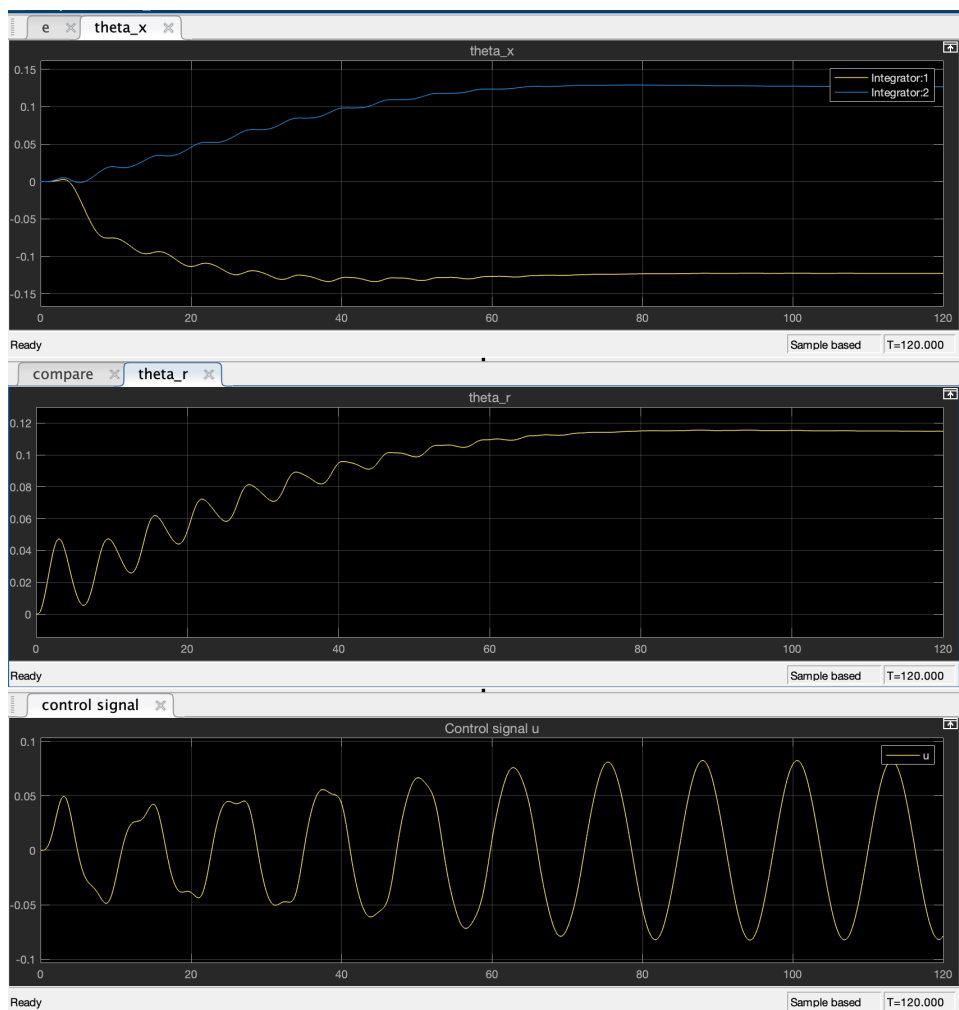 e theta_x
theta_x
Integrator:1
Integrator:2
0.15
0.1
0.05
0
-0.05
-0.1
-0.15
0 20 40 60 80 100 120
Ready Sample based T=120.000
compare theta_r
theta_r
0.12
0.1
0.08
0.06
0.04
0.02
0
0 20 40 60 80 100 120
Ready Sample based T=120.000
control signal
Control signal u
u
0.1
0.05
0
-0.05
-0.1
0 20 40 60 80 100 120
Ready Sample based T=120.000